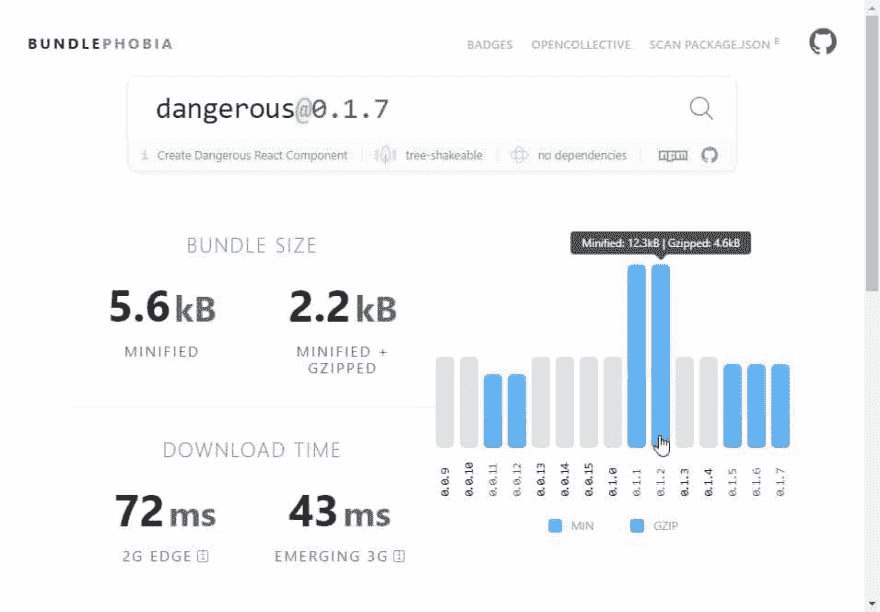 BUNDLEPHOBIA
BADGES OPENCOLLECTIVE SCAN PACKAGE.JSON β
dangerous@0.1.7
i Create Dangerous React Component tree-shakeable no dependencies npm
BUNDLE SIZE
Minified: 12.3kB | Gzipped: 4.6kB
5.6 kB 2.2 kB
MINIFIED MINIFIED +
GZIPPED
DOWNLOAD TIME
0.0.9 0.0.10 0.0.11 0.0.12 0.0.13 0.0.14 0.0.15 0.1.0 0.1.1 0.1.2 0.1.3 0.1.4 0.1.5 0.1.6 0.1.7
72 ms 43 ms
MIN GZIP
2G EDGE EMERGING 3G